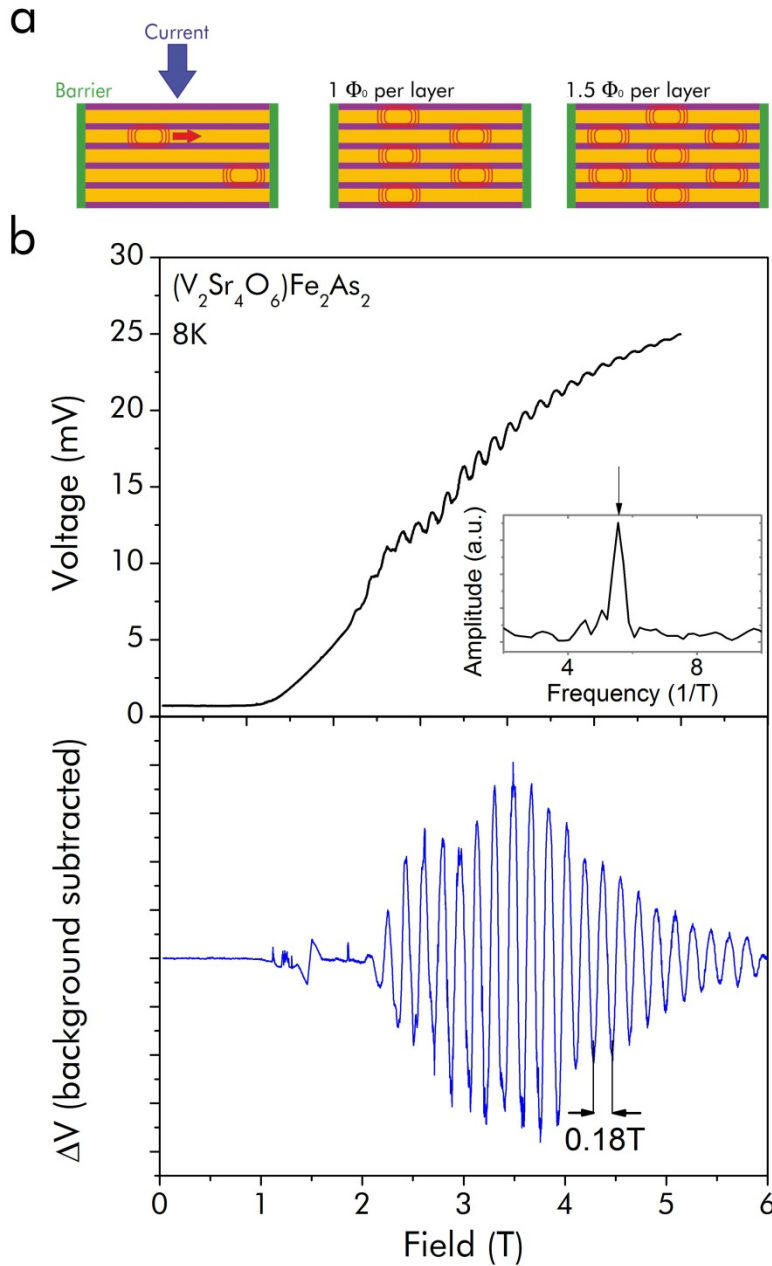 a
Current
Barrier
1 Φ₀ per layer
1.5 Φ₀ per layer
b
30
25
20
15
10
5
0
Voltage (mV)
(V₂Sr₄O₆)Fe₂As₂
8K
Amplitude (a.u.)
4
8
Frequency (1/T)
ΔV (background subtracted)
0.18T
0
1
2
3
4
5
6
Field (T)